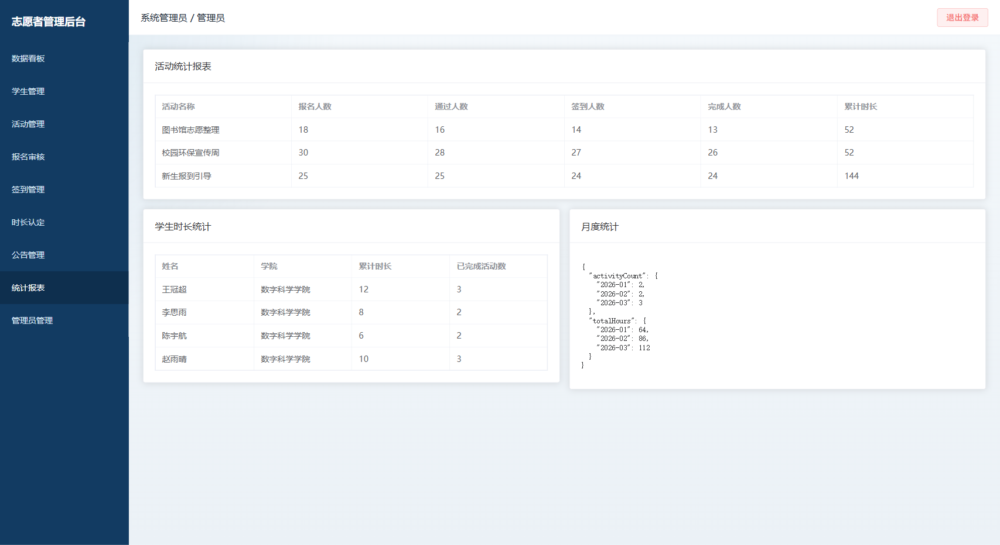 志愿者管理后台
数据看板
学生管理
活动管理
报名审核
签到管理
时长认定
公告管理
统计报表
管理员管理
系统管理员 / 管理员
退出登录
活动统计报表
活动名称 报名人数 通过人数 签到人数 完成人数 累计时长
图书馆志愿整理 18 16 14 13 52
校园环保宣传周 30 28 27 26 52
新生报到引导 25 25 24 24 144
学生时长统计
姓名 学院 累计时长 已完成活动数
王冠超 数字科学学院 12 3
李思雨 数字科学学院 8 2
陈宇航 数字科学学院 6 2
赵雨晴 数字科学学院 10 3
月度统计
{
  "activityCount": {
    "2026-01": 2,
    "2026-02": 2,
    "2026-03": 3
  },
  "totalHours": {
    "2026-01": 64,
    "2026-02": 86,
    "2026-03": 112
  }
}